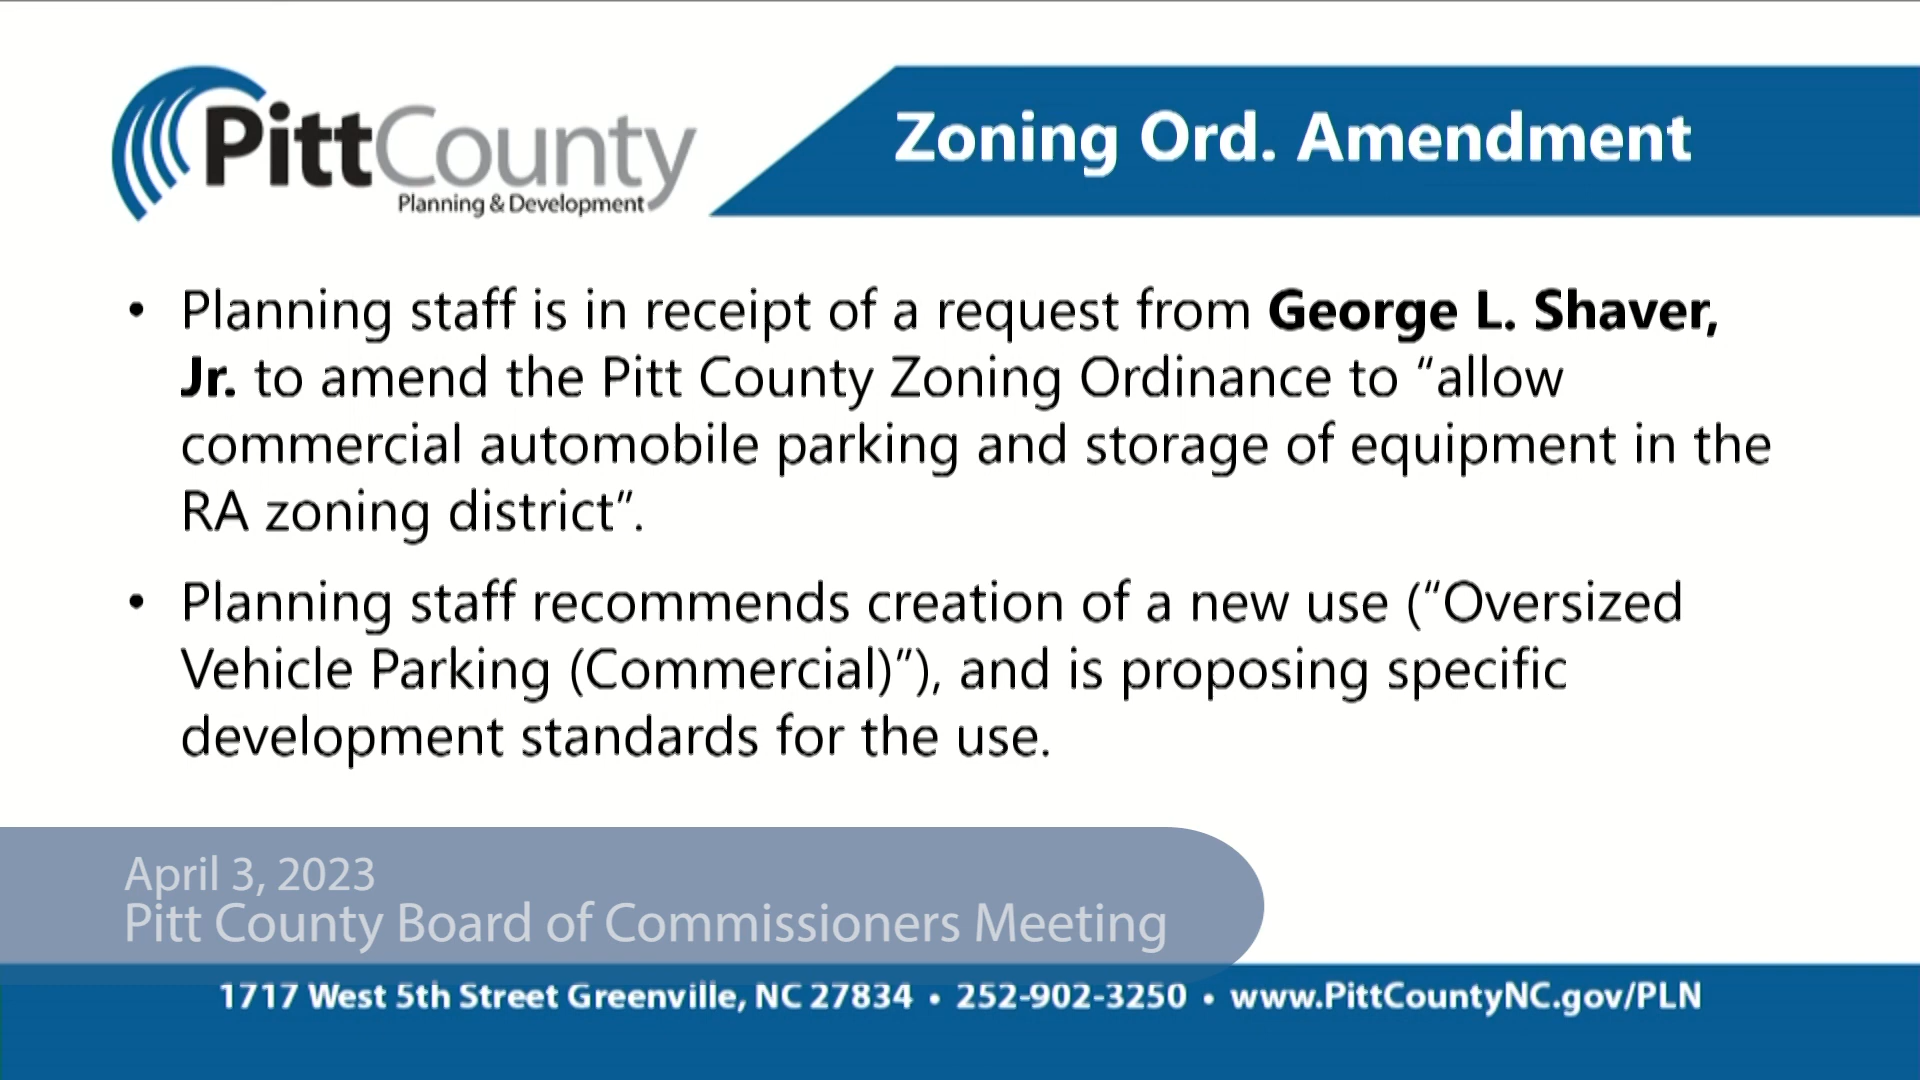 PittCounty
Planning & Development
Zoning Ord. Amendment
• Planning staff is in receipt of a request from George L. Shaver,
Jr. to amend the Pitt County Zoning Ordinance to “allow
commercial automobile parking and storage of equipment in the
RA zoning district”.
• Planning staff recommends creation of a new use (“Oversized
Vehicle Parking (Commercial)”), and is proposing specific
development standards for the use.
April 3, 2023
Pitt County Board of Commissioners Meeting
1717 West 5th Street Greenville, NC 27834 • 252-902-3250 • www.PittCountyNC.gov/PLN